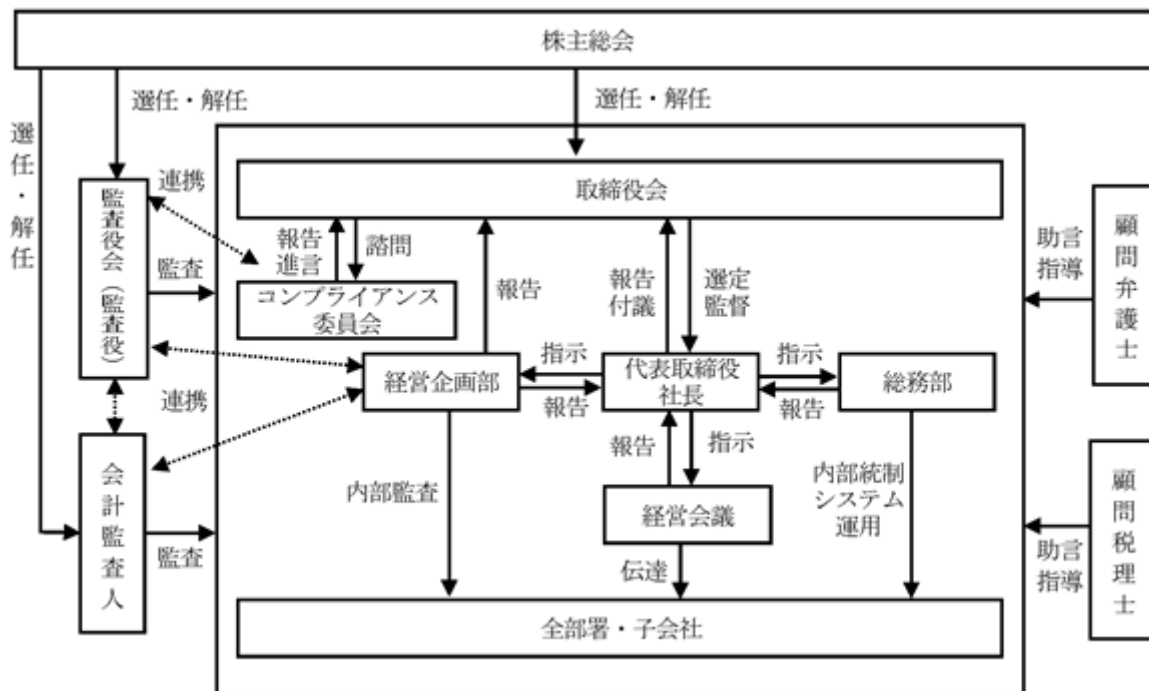 株主総会
選任・解任
選任・解任
選任・解任
連携
取締役会
監査役会(監査役)
監査
報告
進言
諮問
報告
報告
付議
選定
監督
助言
指導
顧問弁護士
コンプライアンス
委員会
連携
経営企画部
指示
報告
代表取締役
社長
指示
報告
総務部
報告
指示
会計監査人
監査
内部監査
経営会議
内部統制
システム
運用
助言
指導
顧問税理士
伝達
全部署・子会社